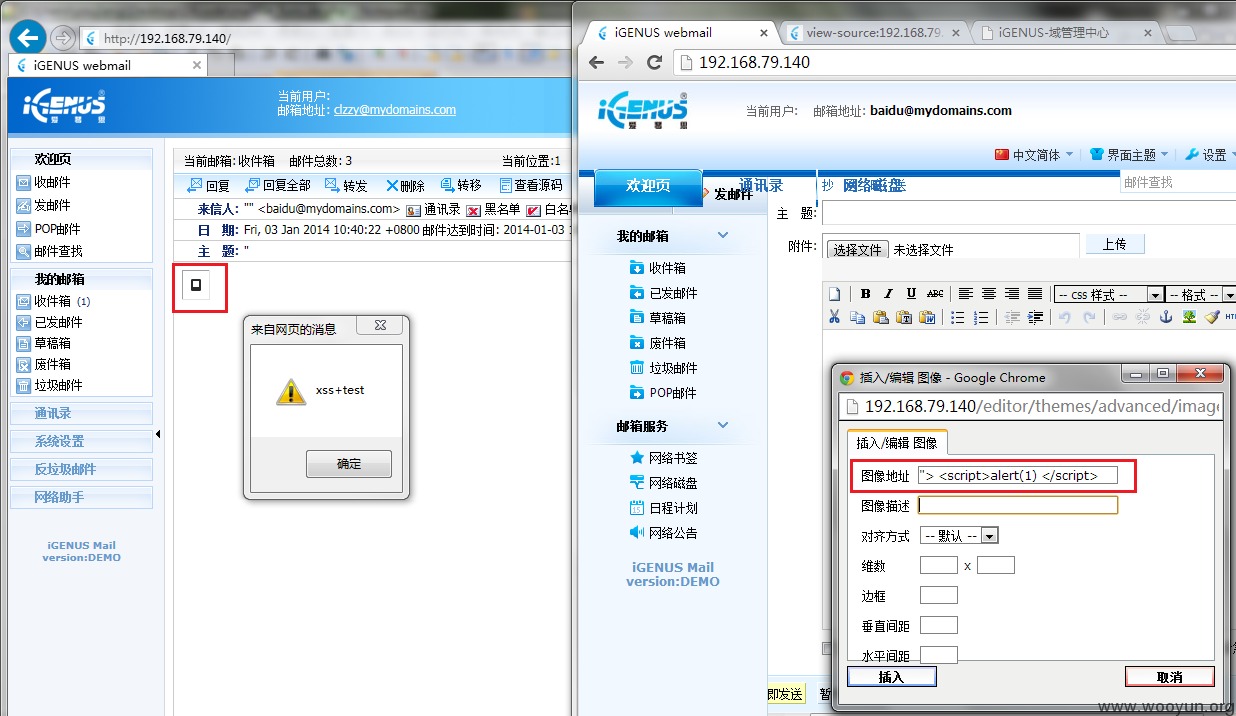 http://192.168.79.140/
iGENUS webmail
iGENUS
爱琴思
当前用户:
邮箱地址: clzzy@mydomains.com
欢迎页
收邮件
发邮件
POP邮件
邮件查找
我的邮箱
收件箱 (1)
已发邮件
草稿箱
废件箱
垃圾邮件
通讯录
系统设置
反垃圾邮件
网络助手
iGENUS Mail
version:DEMO
当前邮箱:收件箱 邮件总数: 3 当前位置:1
回复 回复全部 转发 删除 转移 查看源码
来信人: "" <baidu@mydomains.com> 通讯录 黑名单 白名
日 期: Fri, 03 Jan 2014 10:40:22 +0800 邮件达到时间: 2014-01-03 1
主 题: "
来自网页的消息
xss+test
确定
iGENUS webmail view-source:192.168.79. iGENUS-域管理中心
192.168.79.140
iGENUS
当前用户: 邮箱地址: baidu@mydomains.com
中文简体 界面主题 设置
欢迎页 发邮件 通讯录 抄 网络磁盘
邮件查找
主 题:
附件: 选择文件 未选择文件 上传
B I U ABC -- css 样式 -- -- 格式 --
HTM
我的邮箱
收件箱
已发邮件
草稿箱
废件箱
垃圾邮件
POP邮件
邮箱服务
网络书签
网络磁盘
日程计划
网络公告
iGENUS Mail
version:DEMO
即发送 暂
插入/编辑 图像 - Google Chrome
192.168.79.140/editor/themes/advanced/image
插入/编辑 图像
图像地址 "> <script>alert(1) </script>
图像描述
对齐方式 -- 默认 --
维数 x
边框
垂直间距
水平间距
插入 取消
www.wooyun.org